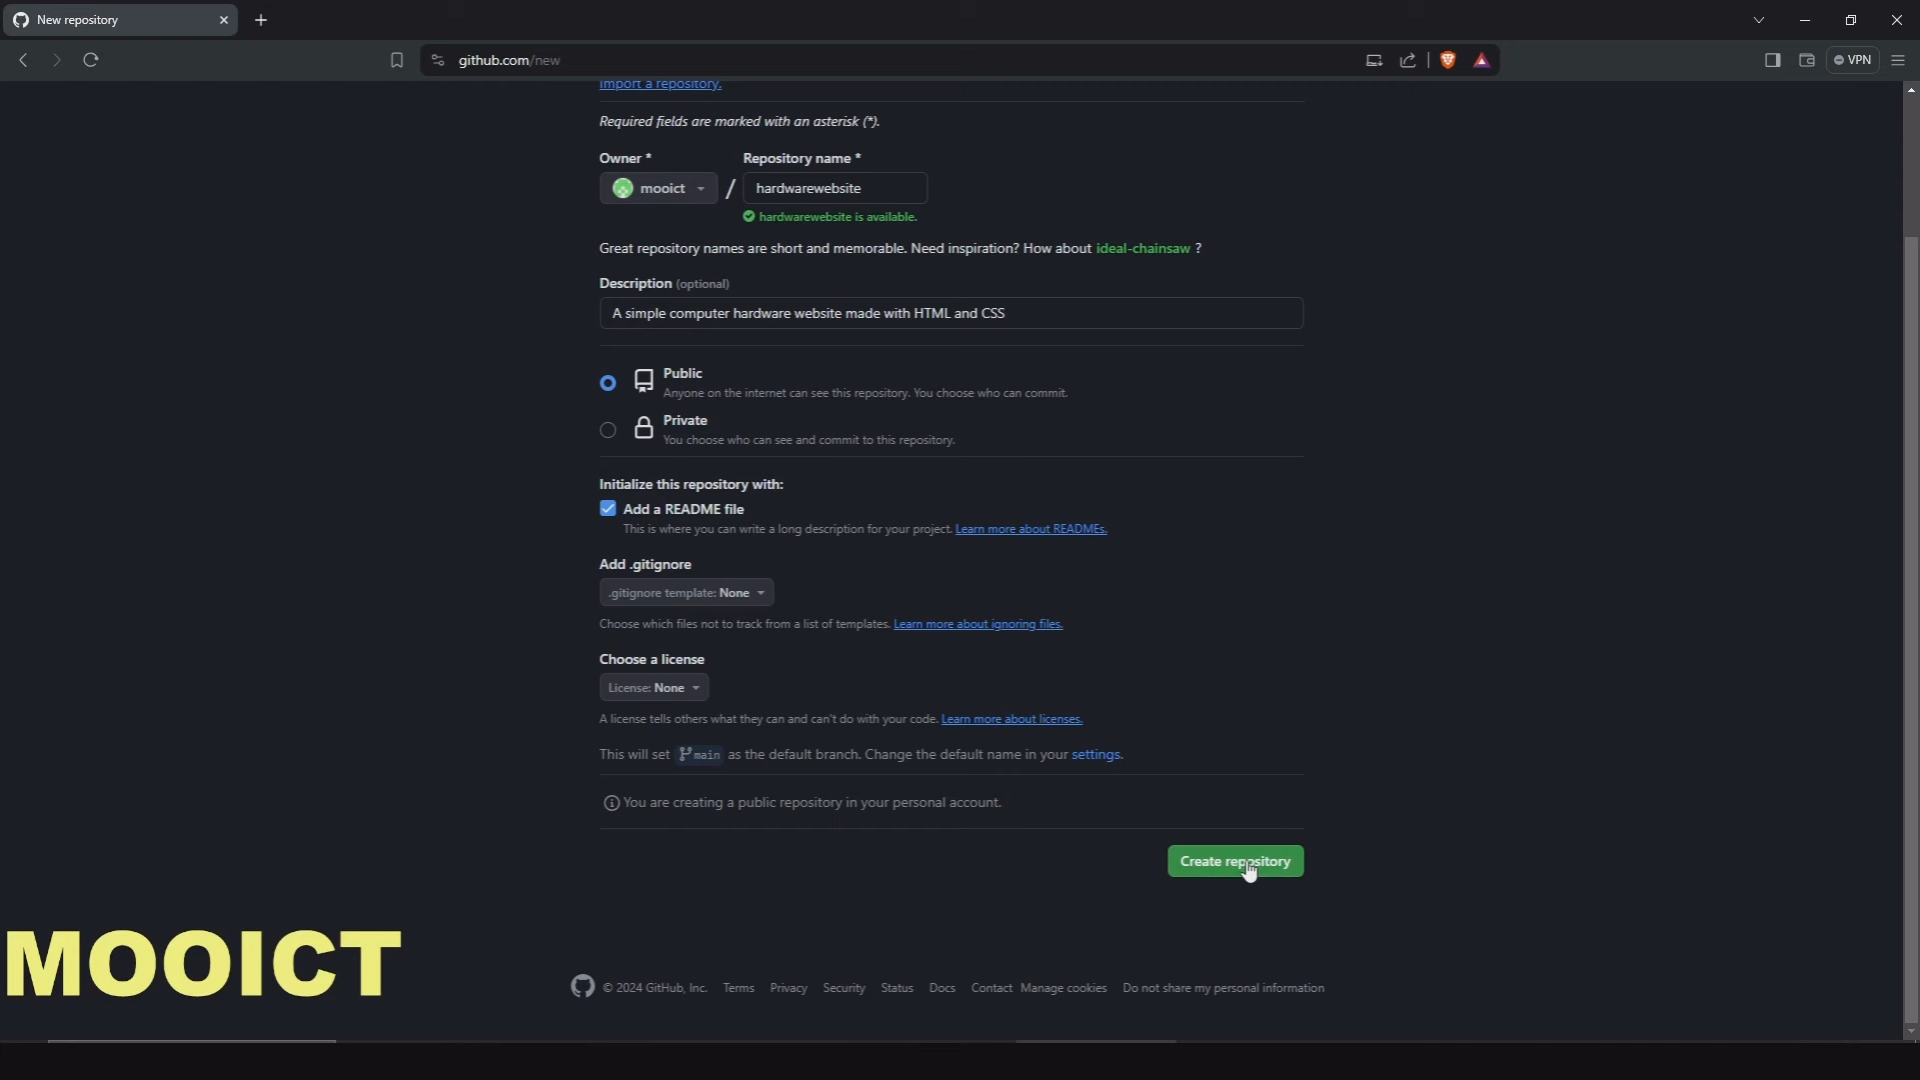 New repository
github.com/new
VPN
Import a repository.
Required fields are marked with an asterisk (*).
Owner *
Repository name *
mooict
/
hardwarewebsite
hardwarewebsite is available.
Great repository names are short and memorable. Need inspiration? How about ideal-chainsaw ?
Description (optional)
A simple computer hardware website made with HTML and CSS
Public
Anyone on the internet can see this repository. You choose who can commit.
Private
You choose who can see and commit to this repository.
Initialize this repository with:
Add a README file
This is where you can write a long description for your project. Learn more about READMEs.
Add .gitignore
.gitignore template: None
Choose which files not to track from a list of templates. Learn more about ignoring files.
Choose a license
License: None
A license tells others what they can and can't do with your code. Learn more about licenses.
This will set main as the default branch. Change the default name in your settings.
You are creating a public repository in your personal account.
Create repository
MOOICT
© 2024 GitHub, Inc. Terms Privacy Security Status Docs Contact Manage cookies Do not share my personal information